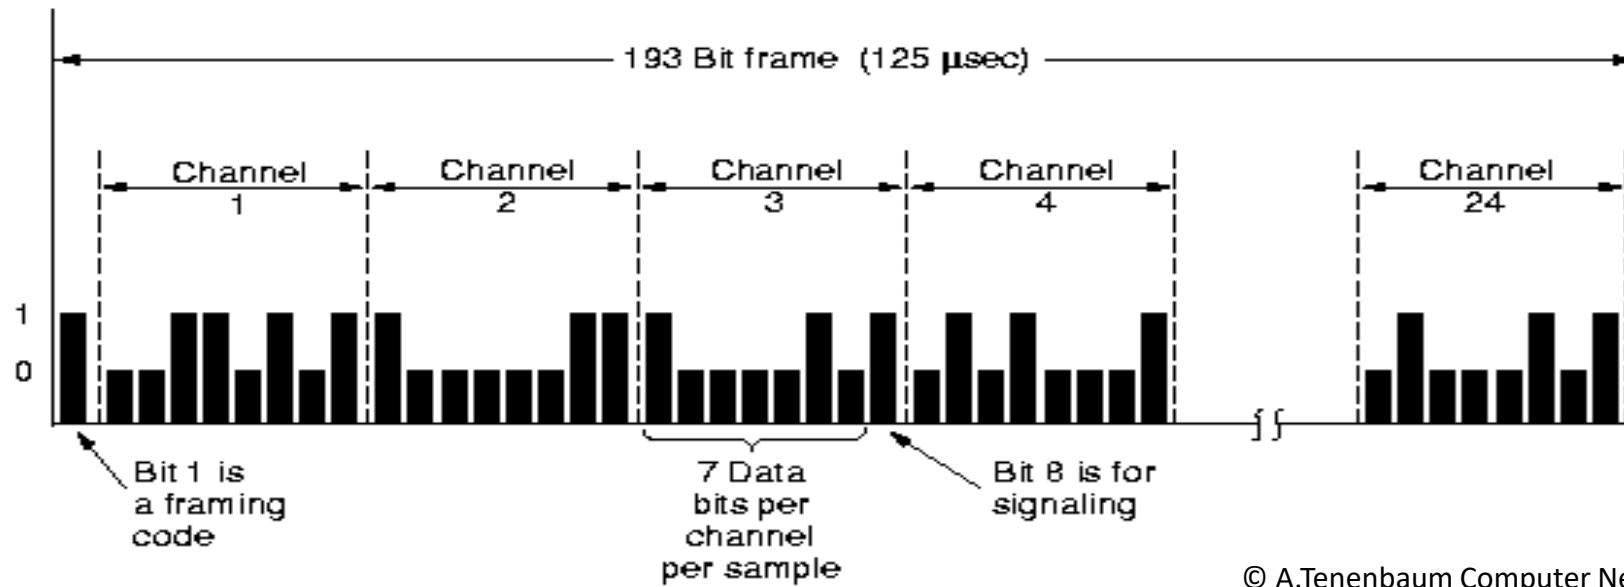 193 Bit frame (125 μsec)
Channel
1
Channel
2
Channel
3
Channel
4
Channel
24
1
0
Bit 1 is
a framing
code
7 Data
bits per
channel
per sample
Bit 8 is for
signaling
© A.Tenenbaum Computer Ne